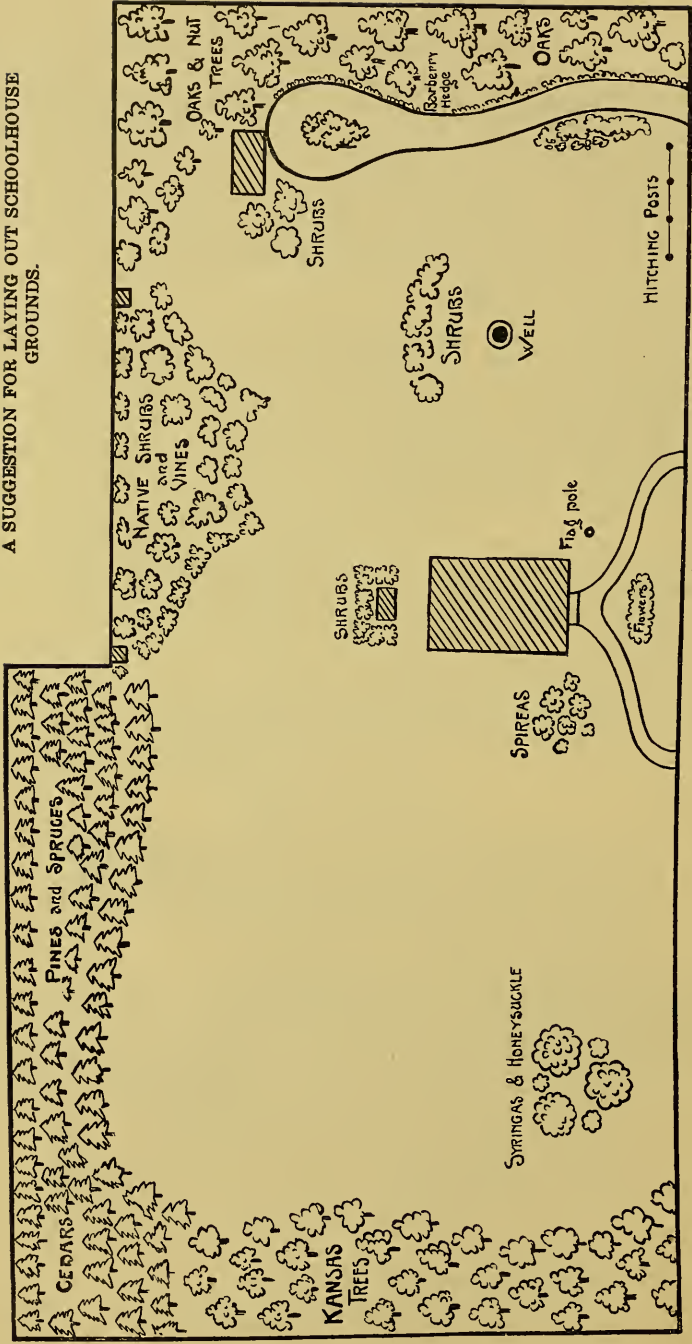 A SUGGESTION FOR LAYING OUT SCHOOLHOUSE
GROUNDS.
CEDARS
PINES and SPRUCES
NATIVE SHRUBS
and
VINES
OAKS & NUT
TREES
SHRUBS
Barberry
Hedge
OAKS
KANSAS
TREES
SYRINGAS & HONEYSUCKLE
SPIREAS
SHRUBS
Flag pole
Flowers
SHRUBS
WELL
HITCHING POSTS